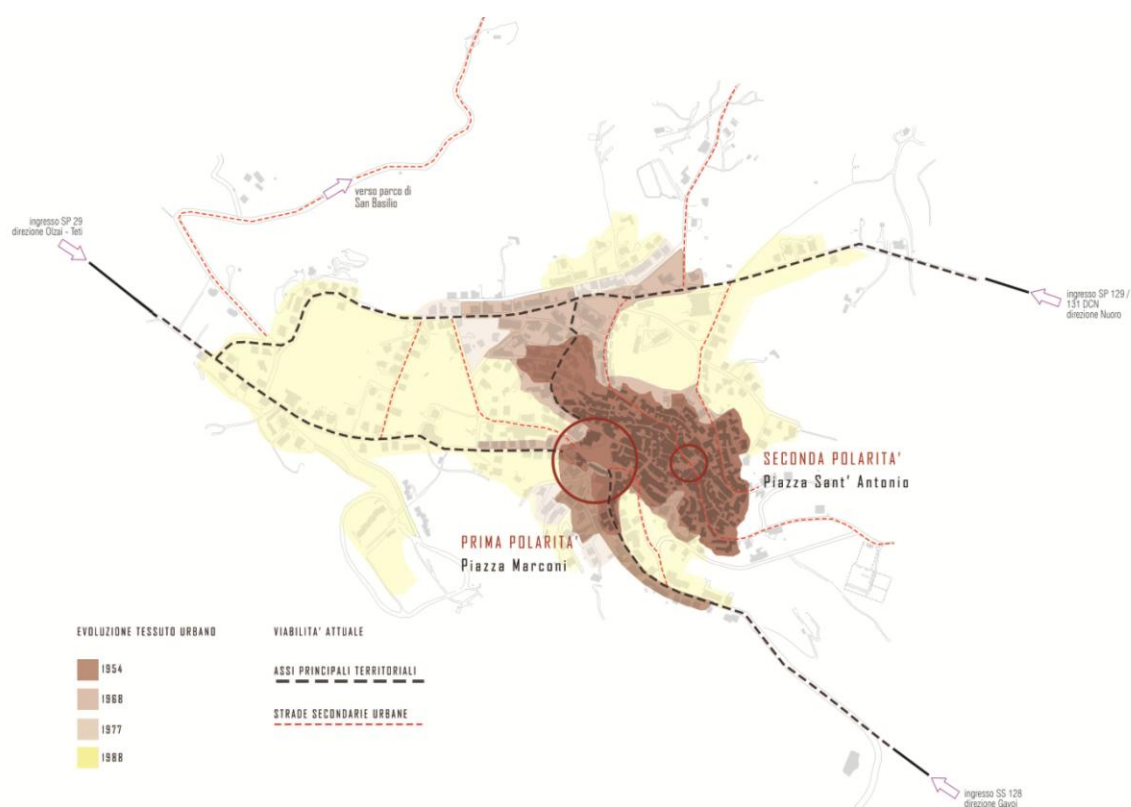 verso parco di
San Basilio
ingresso SP 29
direzione Olzai - Teti
ingresso SP 129 /
131 DCN
direzione Nuoro
SECONDA POLARITA'
Piazza Sant' Antonio
PRIMA POLARITA'
Piazza Marconi
EVOLUZIONE TESSUTO URBANO
1954
1968
1977
1988
VIABILITA' ATTUALE
ASSI PRINCIPALI TERRITORIALI
STRADE SECONDARIE URBANE
ingresso SS 128
direzione Gavoi